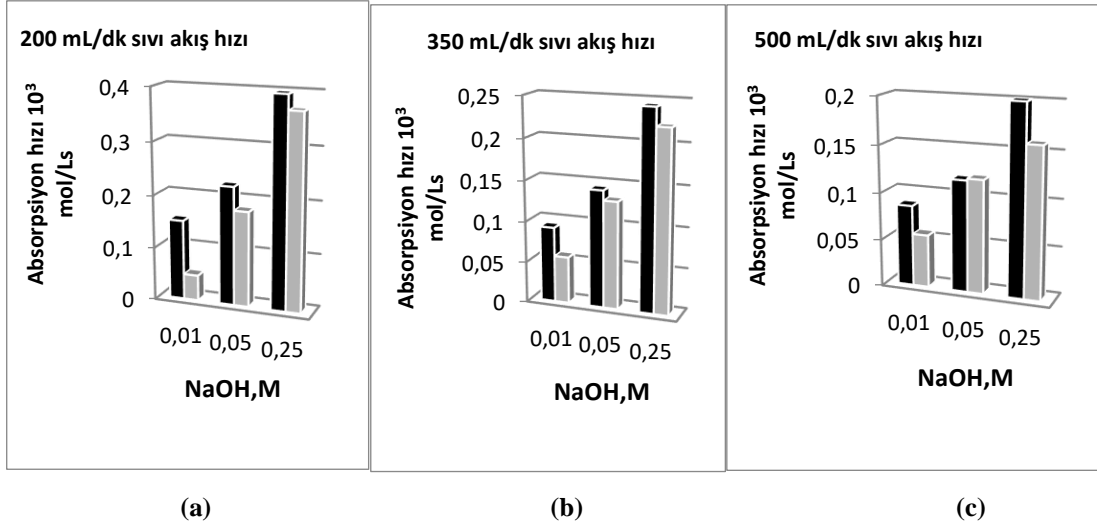 200 mL/dk sıvı akış hızı
Absorpsiyon hızı 10³
mol/Ls
0,4
0,3
0,2
0,1
0
0,01 0,05 0,25
NaOH,M
(a)
350 mL/dk sıvı akış hızı
Absorpsiyon hızı 10³
mol/Ls
0,25
0,2
0,15
0,1
0,05
0
0,01 0,05 0,25
NaOH,M
(b)
500 mL/dk sıvı akış hızı
Absorpsiyon hızı 10³
mol/Ls
0,2
0,15
0,1
0,05
0
0,01 0,05 0,25
NaOH,M
(c)